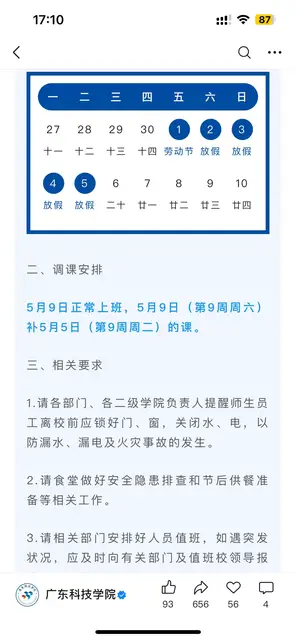 17:10
87
一 二 三 四 五 六 日
27 28 29 30 1 2 3
十一 十二 十三 十四 劳动节 放假 放假
4 5 6 7 8 9 10
放假 放假 二十 廿一 廿二 廿三 廿四
二、调课安排
5月9日正常上班，5月9日（第9周周六）
补5月5日（第9周周二）的课。
三、相关要求
1.请各部门、各二级学院负责人提醒师生员
工离校前应锁好门、窗，关闭水、电，以
防漏水、漏电及火灾事故的发生。
2.请食堂做好安全隐患排查和节后供餐准
备等相关工作。
3.请相关部门安排好人员值班，如遇突发
状况，应及时向有关部门及值班校领导报
广东科技学院
93 656 56 4